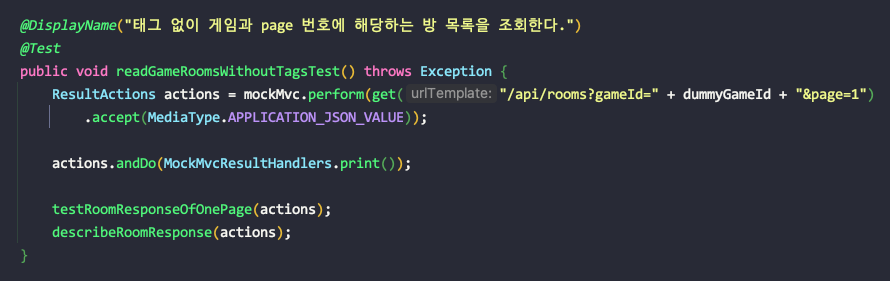 @DisplayName("태그 없이 게임과 page 번호에 해당하는 방 목록을 조회한다.")
@Test
public void readGameRoomsWithoutTagsTest() throws Exception {
ResultActions actions = mockMvc.perform(get( urlTemplate: "/api/rooms?gameId=" + dummyGameId + "&page=1")
.accept(MediaType.APPLICATION_JSON_VALUE));
actions.andDo(MockMvcResultHandlers.print());
testRoomResponseOfOnePage(actions);
describeRoomResponse(actions);
}